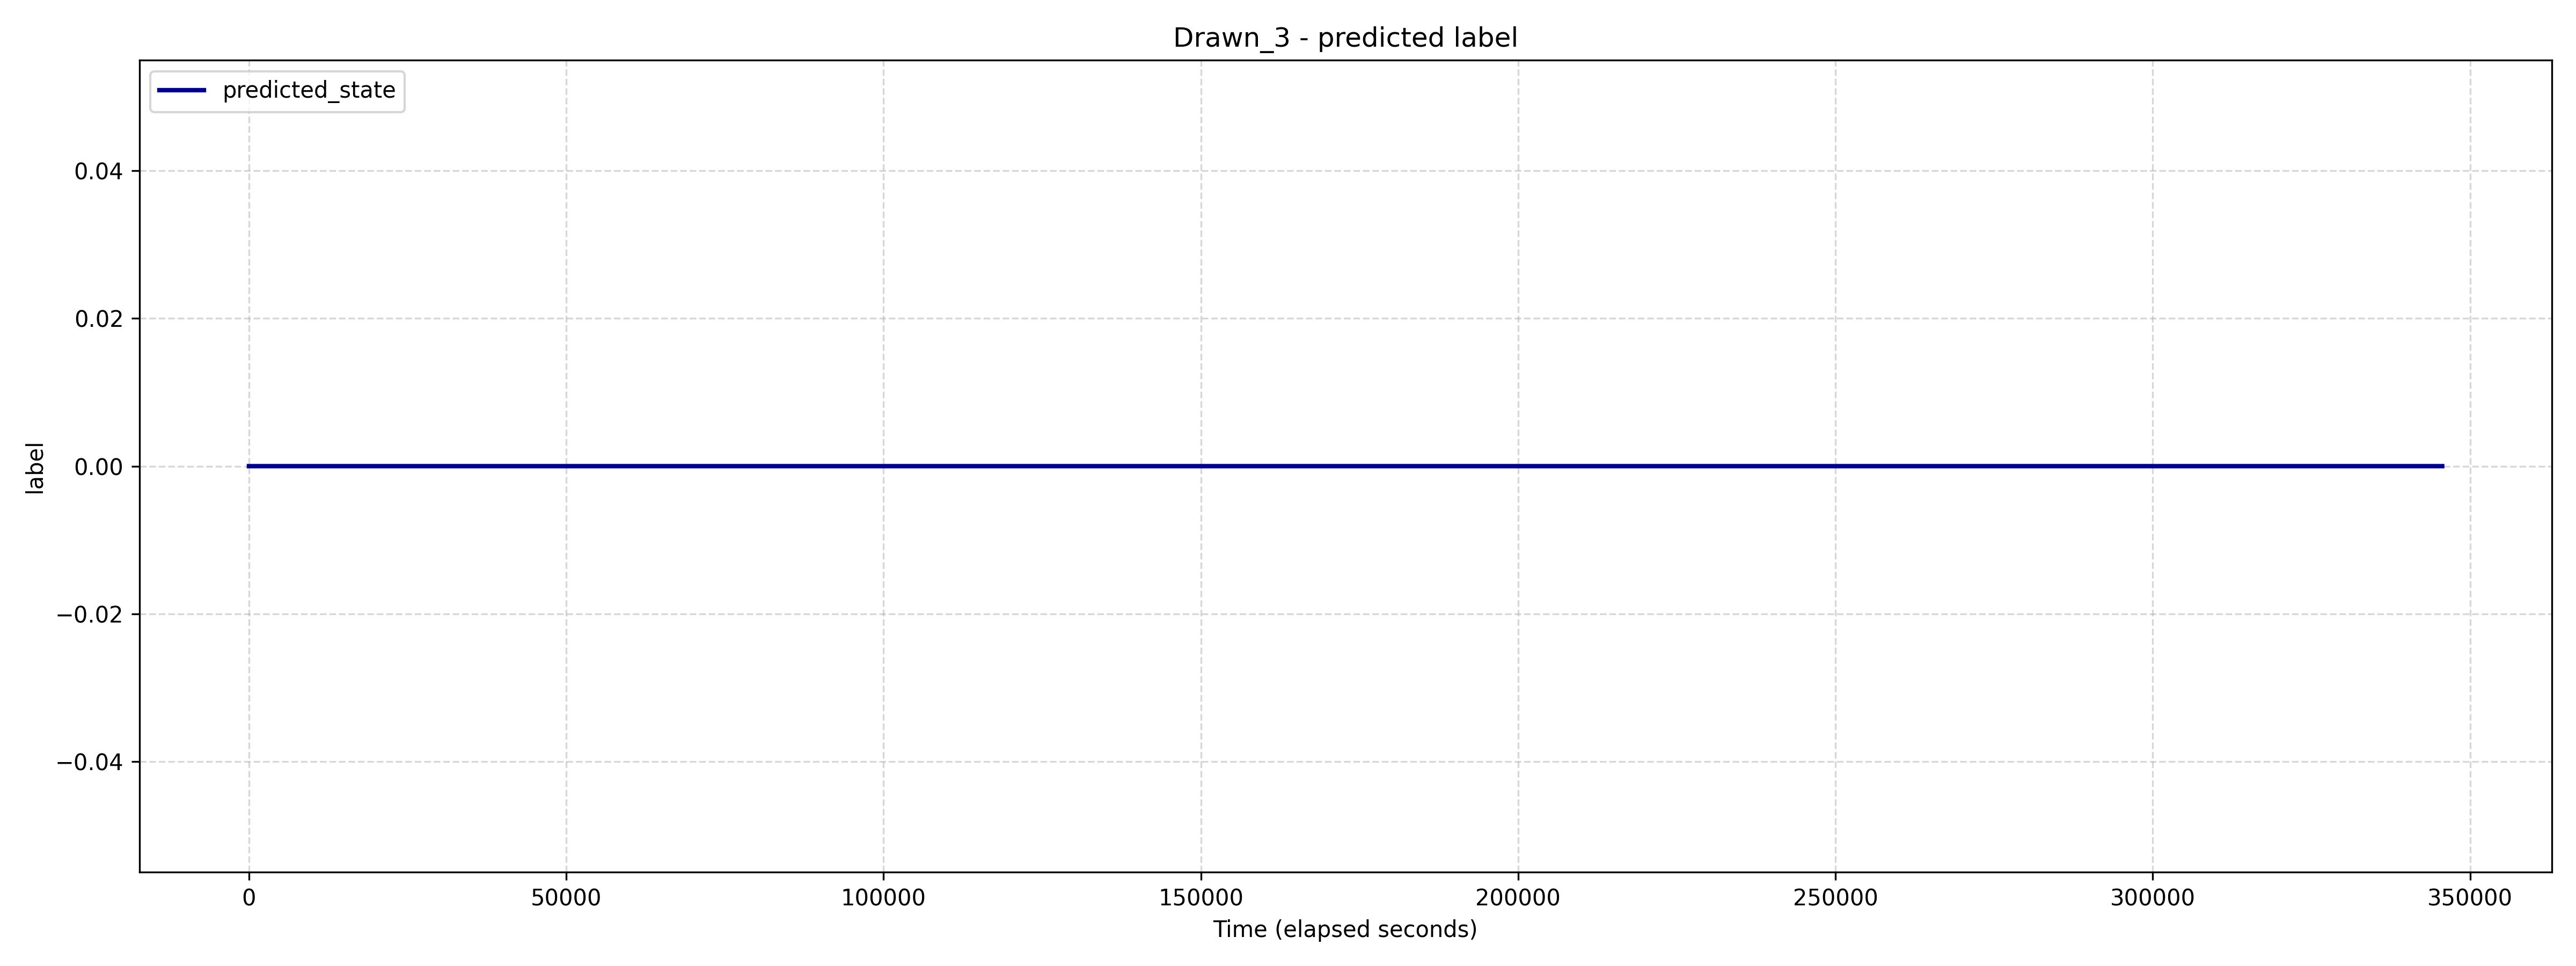 Drawn_3 - predicted label
predicted_state
0.04
0.02
0.00
−0.02
−0.04
label
0 50000 100000 150000 200000 250000 300000 350000
Time (elapsed seconds)